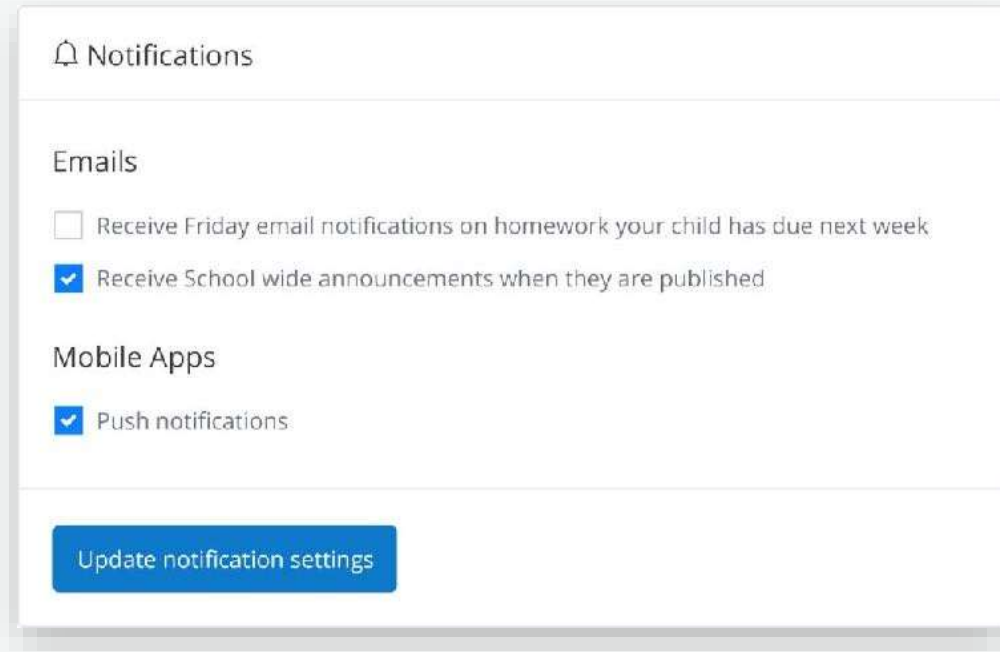 Notifications
Emails
Receive Friday email notifications on homework your child has due next week
Receive School wide announcements when they are published
Mobile Apps
Push notifications
Update notification settings